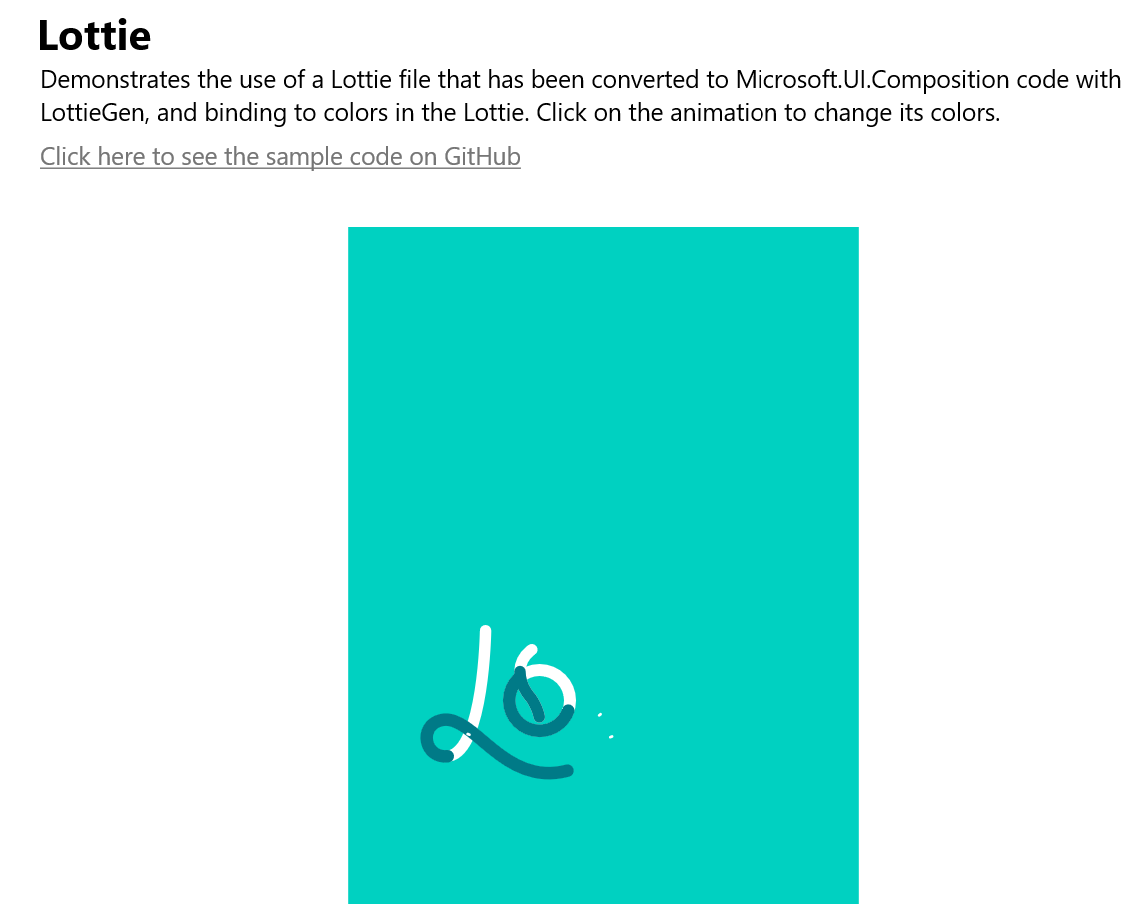 Lottie
Demonstrates the use of a Lottie file that has been converted to Microsoft.UI.Composition code with
LottieGen, and binding to colors in the Lottie. Click on the animation to change its colors.
Click here to see the sample code on GitHub
Lo